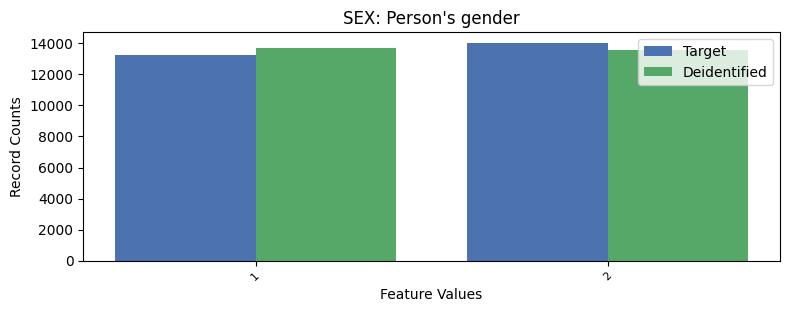 SEX: Person's gender
Target
Deidentified
Record Counts
14000
12000
10000
8000
6000
4000
2000
0
1
2
Feature Values